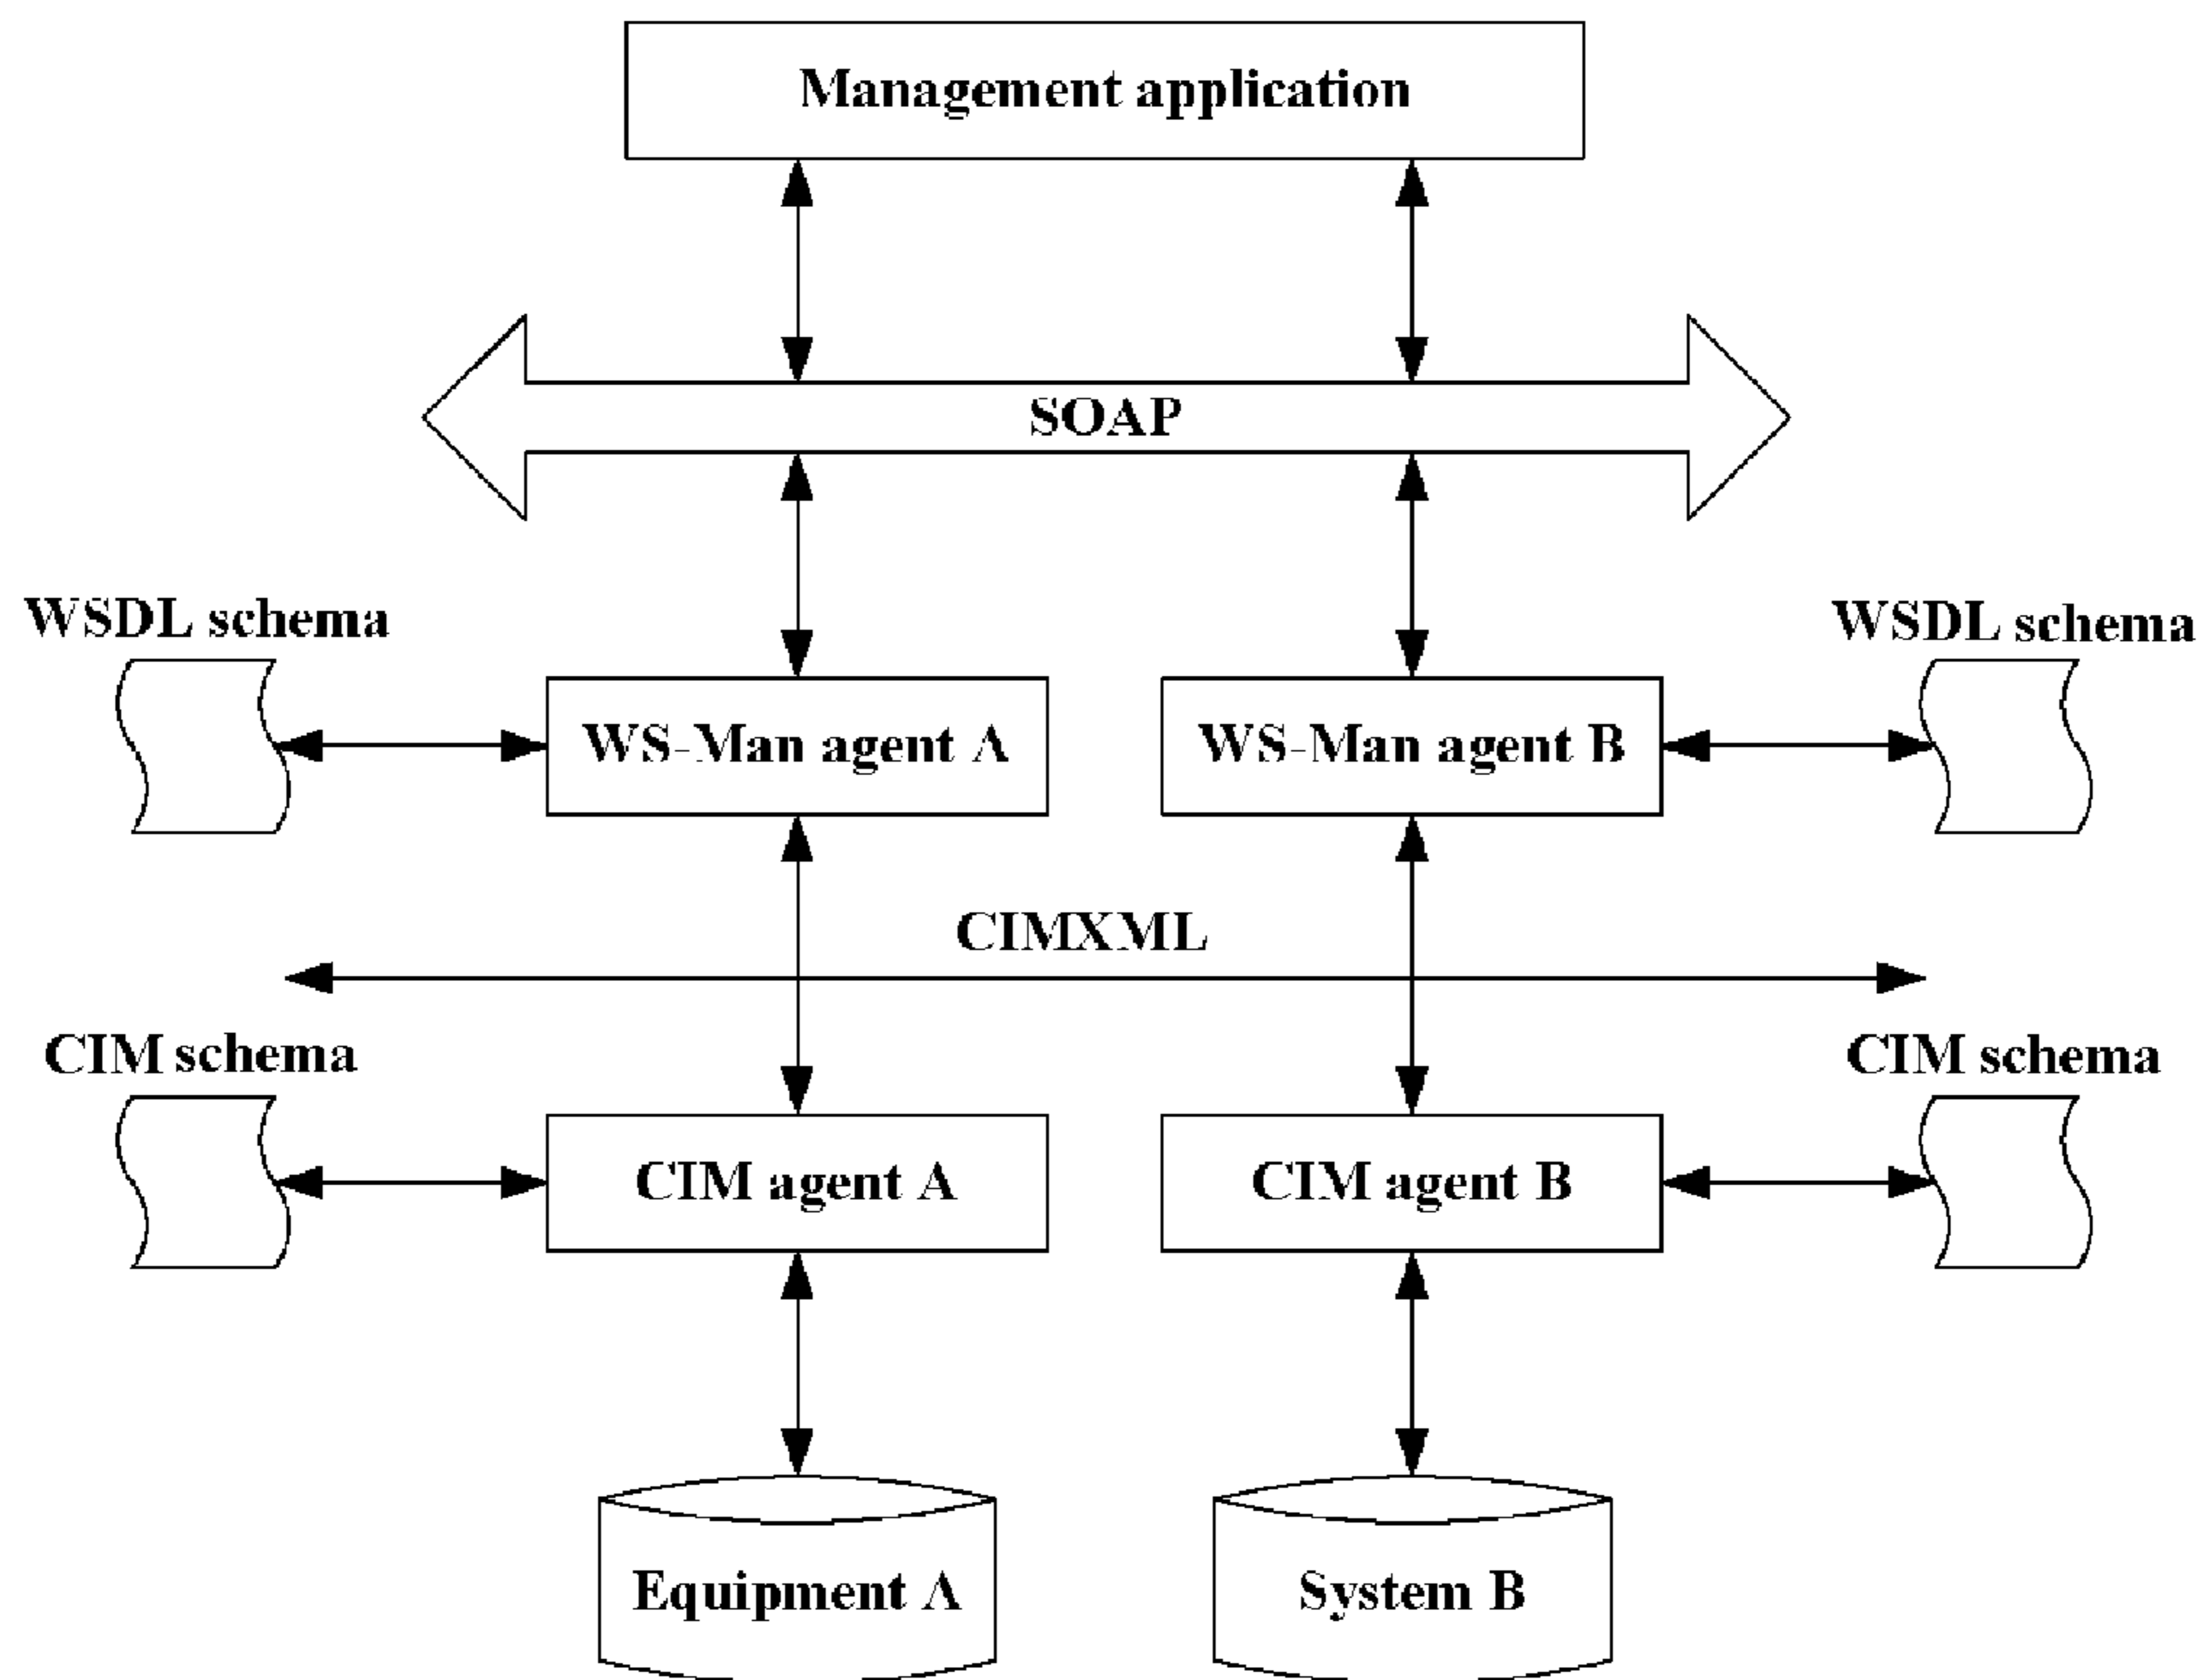 Management application
SOAP
WSDL schema
WSDL schema
WS-Man agent A
WS-Man agent B
CIMXML
CIM schema
CIM schema
CIM agent A
CIM agent B
Equipment A
System B